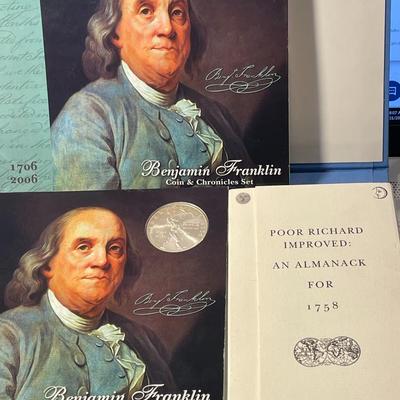 Benj. Franklin
1706
2006
Benjamin Franklin
Coin & Chronicles Set
Benj. Franklin
Benjamin Franklin
POOR RICHARD
IMPROVED:
AN ALMANACK
FOR
1758